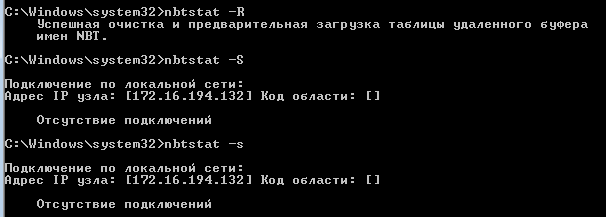 C:\Windows\system32>nbtstat -R
Успешная очистка и предварительная загрузка таблицы удаленного буфера
имен NBT.
C:\Windows\system32>nbtstat -S
Подключение по локальной сети:
Адрес IP узла: [172.16.194.132] Код области: []
Отсутствие подключений
C:\Windows\system32>nbtstat -s
Подключение по локальной сети:
Адрес IP узла: [172.16.194.132] Код области: []
Отсутствие подключений